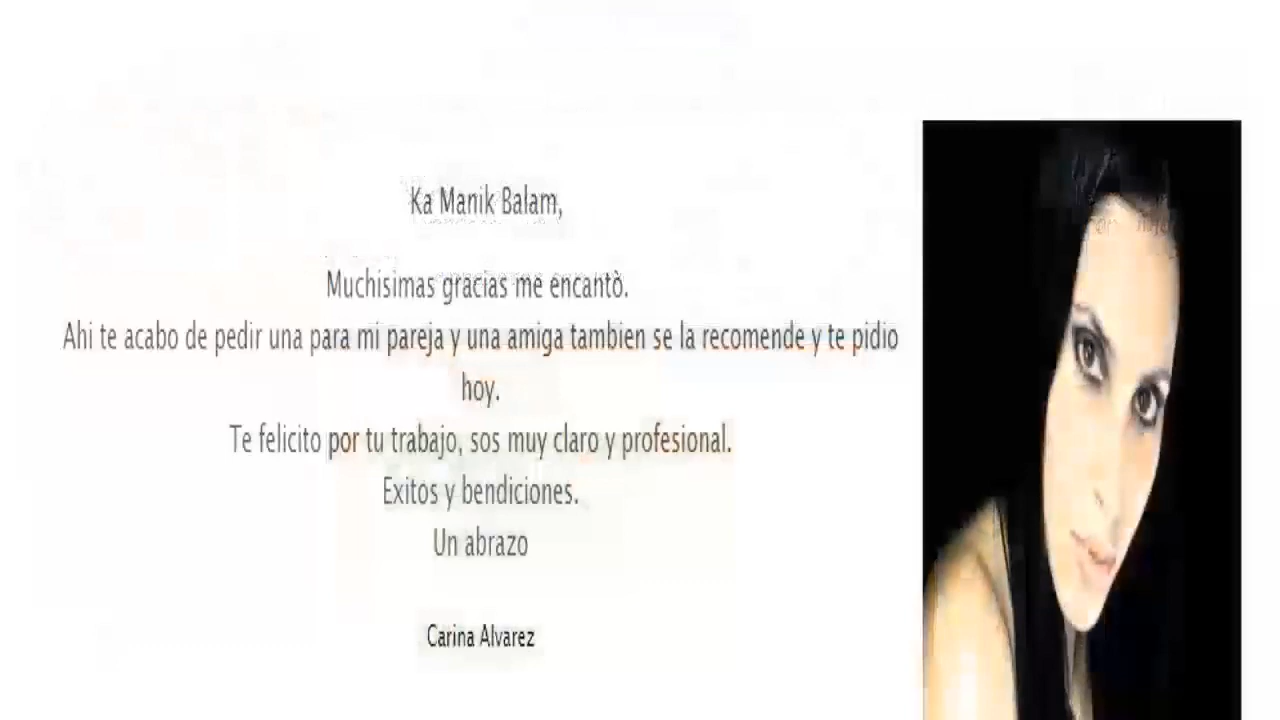 Ka Manik Balam,
Muchisimas gracias me encantò.
Ahi te acabo de pedir una para mi pareja y una amiga tambien se la recomende y te pidio
hoy.
Te felicito por tu trabajo, sos muy claro y profesional.
Exitos y bendiciones.
Un abrazo
Carina Alvarez